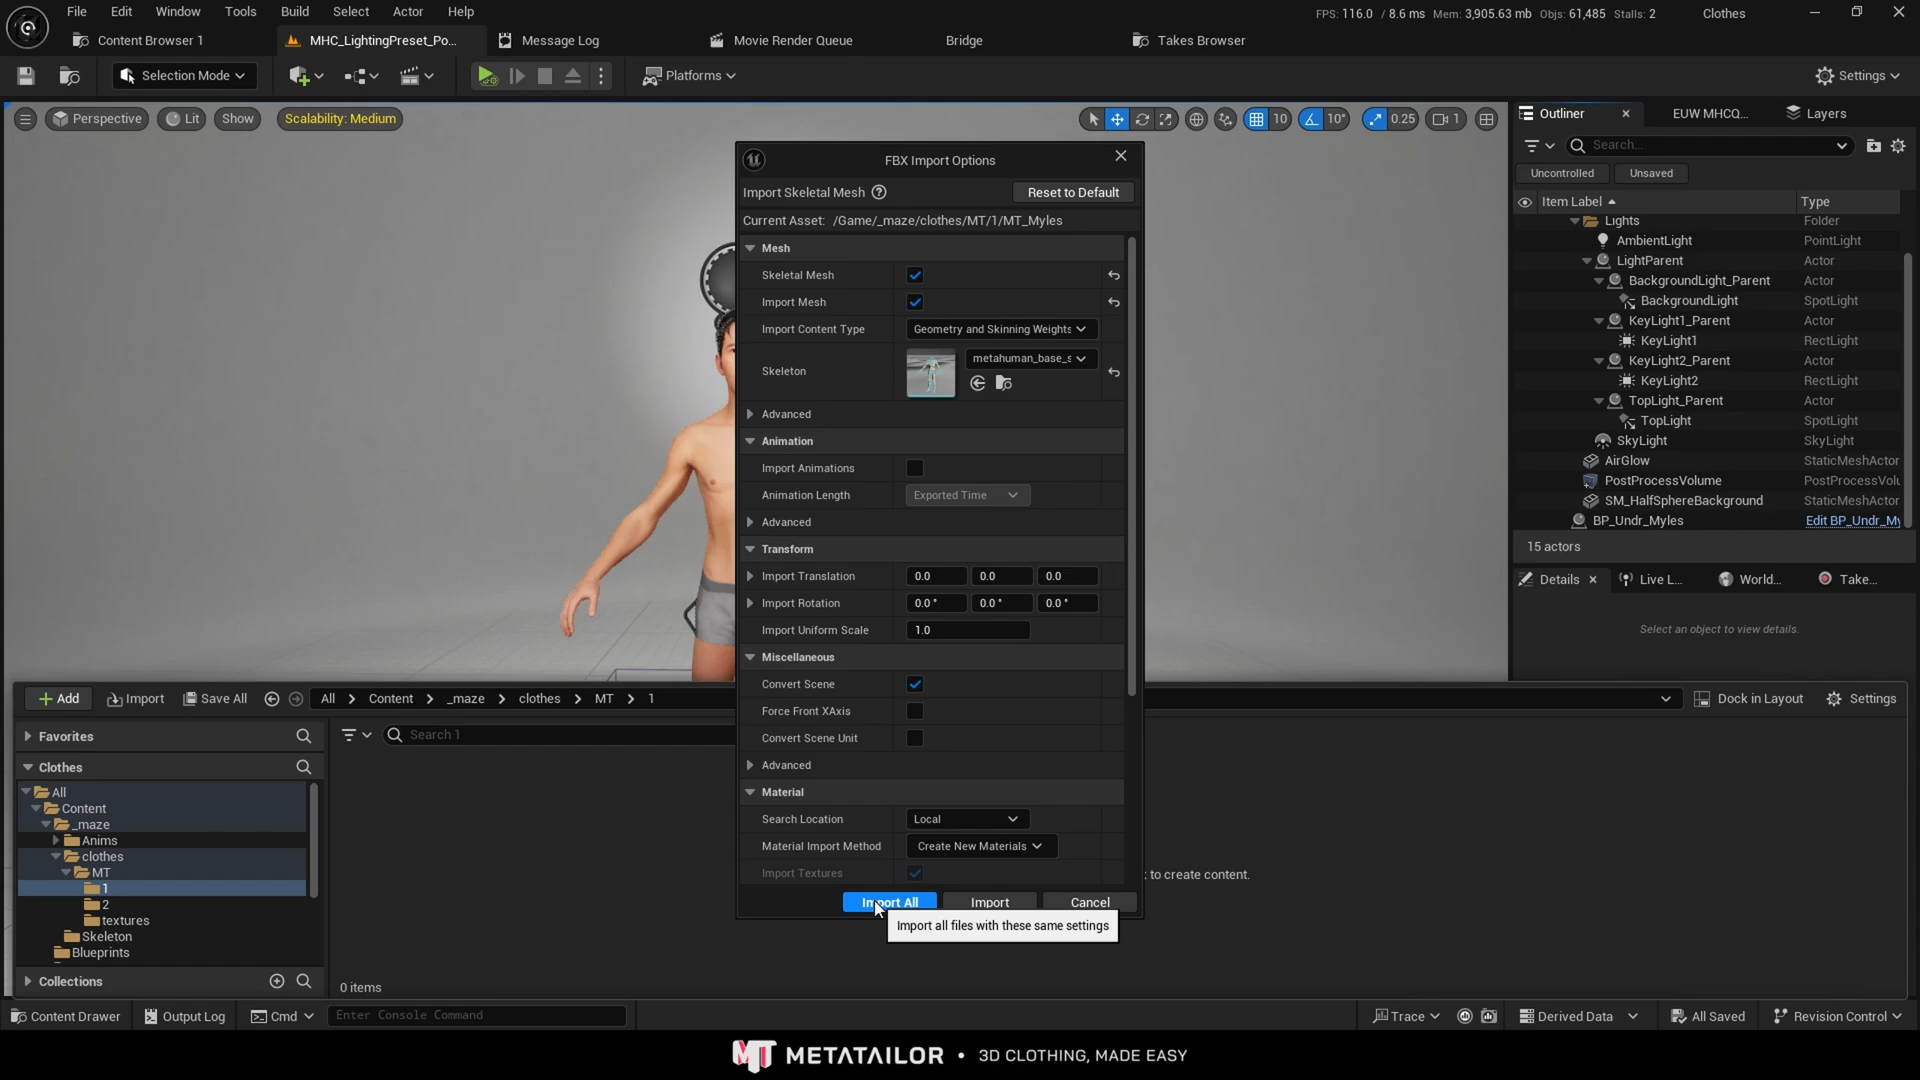 File Edit Window Tools Build Select Actor Help
FPS: 116.0 / 8.6 ms Mem: 3,905.63 mb Objs: 61,485 Stalls: 2 Clothes
Content Browser 1 MHC_LightingPreset_Po... Message Log Movie Render Queue Bridge Takes Browser
Selection Mode Platforms Settings
Perspective Lit Show Scalability: Medium 10 10° 0.25 1
Outliner EUW MHCQ... Layers
Search...
Uncontrolled Unsaved
Item Label Type
Lights Folder
AmbientLight PointLight
LightParent Actor
BackgroundLight_Parent Actor
BackgroundLight SpotLight
KeyLight1_Parent Actor
KeyLight1 RectLight
KeyLight2_Parent Actor
KeyLight2 RectLight
TopLight_Parent Actor
TopLight SpotLight
SkyLight SkyLight
AirGlow StaticMeshActor
PostProcessVolume PostProcessVolu
SM_HalfSphereBackground StaticMeshActor
BP_Undr_Myles Edit BP_Undr_My
15 actors
Details Live L... World... Take...
Select an object to view details.
FBX Import Options
Import Skeletal Mesh Reset to Default
Current Asset: /Game/_maze/clothes/MT/1/MT_Myles
Mesh
Skeletal Mesh
Import Mesh
Import Content Type Geometry and Skinning Weights
Skeleton metahuman_base_s
Advanced
Animation
Import Animations
Animation Length Exported Time
Advanced
Transform
Import Translation 0.0 0.0 0.0
Import Rotation 0.0 ° 0.0 ° 0.0 °
Import Uniform Scale 1.0
Miscellaneous
Convert Scene
Force Front XAxis
Convert Scene Unit
Advanced
Material
Search Location Local
Material Import Method Create New Materials
Import Textures
Import All Import Cancel
Import all files with these same settings
Add Import Save All All Content _maze clothes MT 1 Dock in Layout Settings
Favorites
Search 1
Clothes
All
Content
_maze
Anims
clothes
MT
1
2
textures
Skeleton
Blueprints
Collections
to create content.
0 items
Content Drawer Output Log Cmd Enter Console Command Trace Derived Data All Saved Revision Control
MT METATAILOR • 3D CLOTHING, MADE EASY